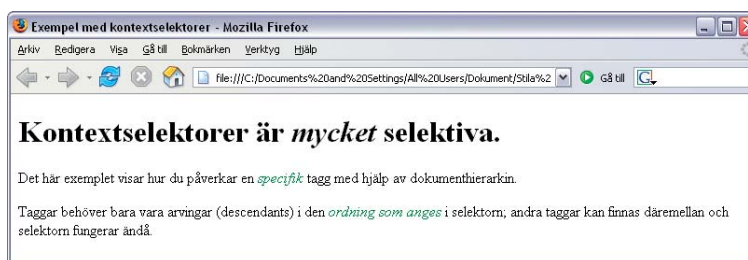 Exempel med kontextselektorer - Mozilla Firefox
Arkiv Redigera Visa Gå till Bokmärken Verktyg Hjälp
file:///C:/Documents%20and%20Settings/All%20Users/Dokument/Stila%2 Gå till G
Kontextselektorer är mycket selektiva.
Det här exemplet visar hur du påverkar en specifik tagg med hjälp av dokumenthierarkin.
Taggar behöver bara vara arvingar (descendants) i den ordning som anges i selektorn; andra taggar kan finnas däremellan och
selektorn fungerar ändå.